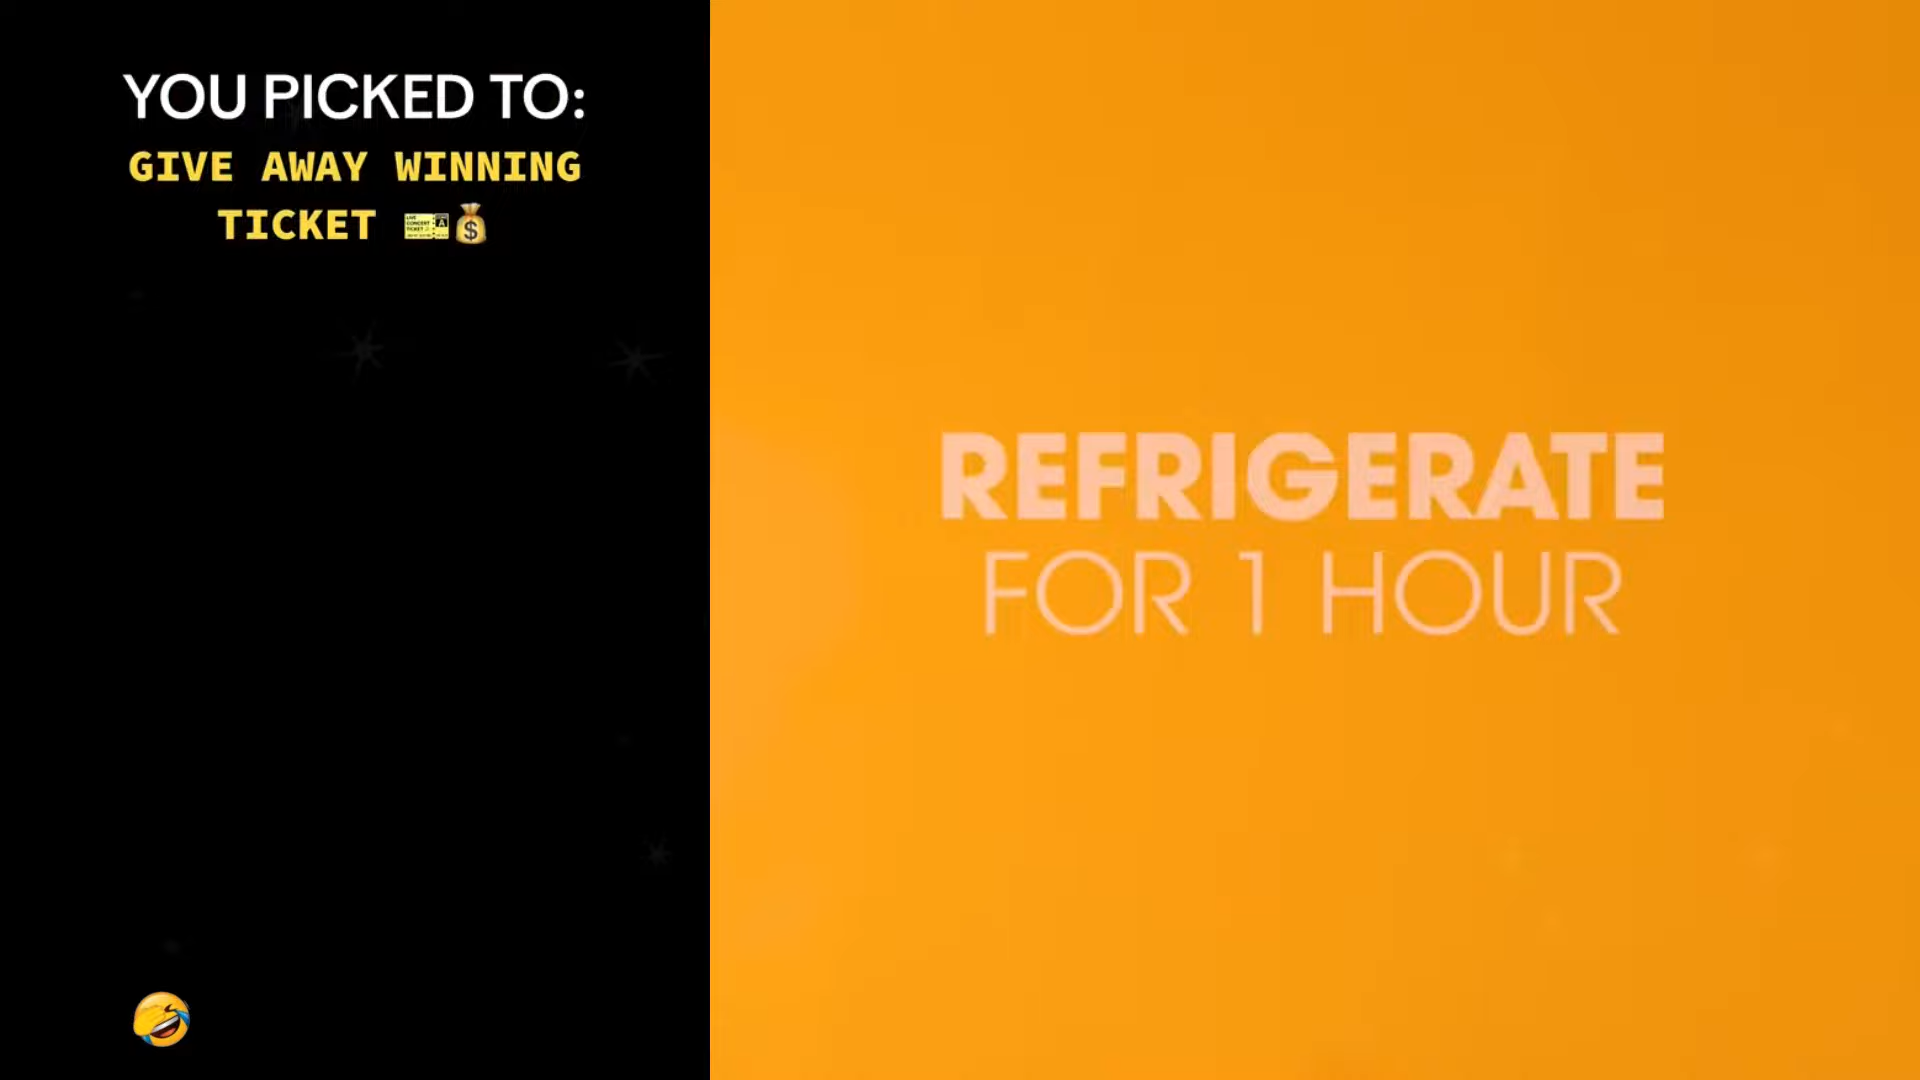 YOU PICKED TO:
GIVE AWAY WINNING
TICKET 🎫💰
REFRIGERATE
FOR 1 HOUR